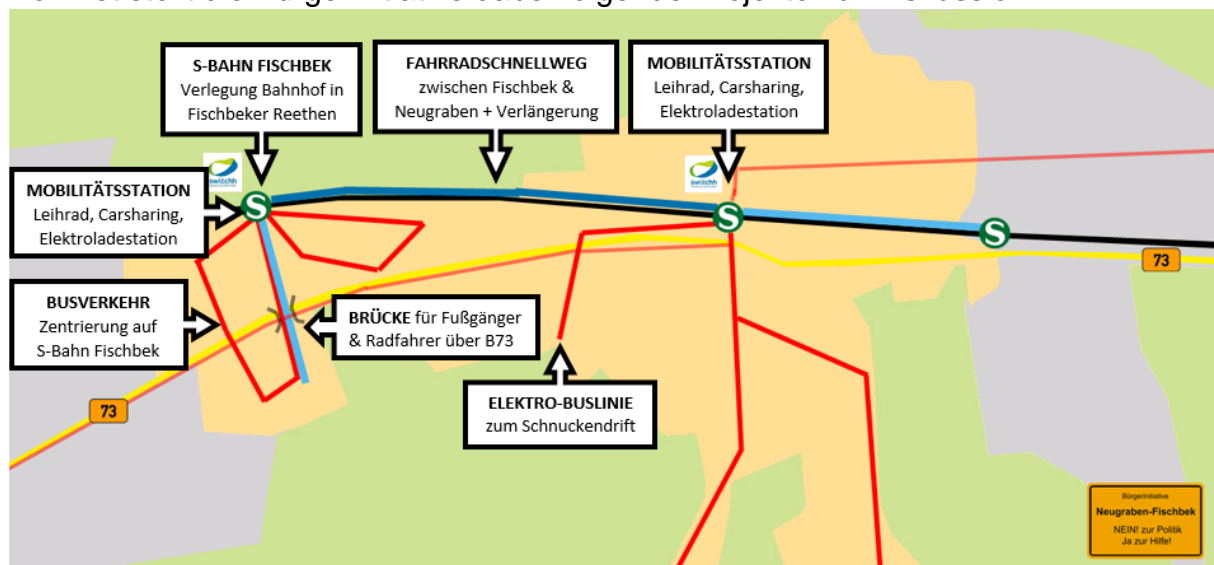 S-BAHN FISCHBEK
Verlegung Bahnhof in
Fischbeker Reethen
FAHRRADSCHNELLWEG
zwischen Fischbek &
Neugraben + Verlängerung
MOBILITÄTSSTATION
Leihrad, Carsharing,
Elektroladestation
switchh
switchh
MOBILITÄTSSTATION
Leihrad, Carsharing,
Elektroladestation
S
S
S
73
BUSVERKEHR
Zentrierung auf
S-Bahn Fischbek
BRÜCKE für Fußgänger
& Radfahrer über B73
73
ELEKTRO-BUSLINIE
zum Schnuckendrift
Bürgerinitiative
Neugraben-Fischbek
NEIN! zur Politik
Ja zur Hilfe!